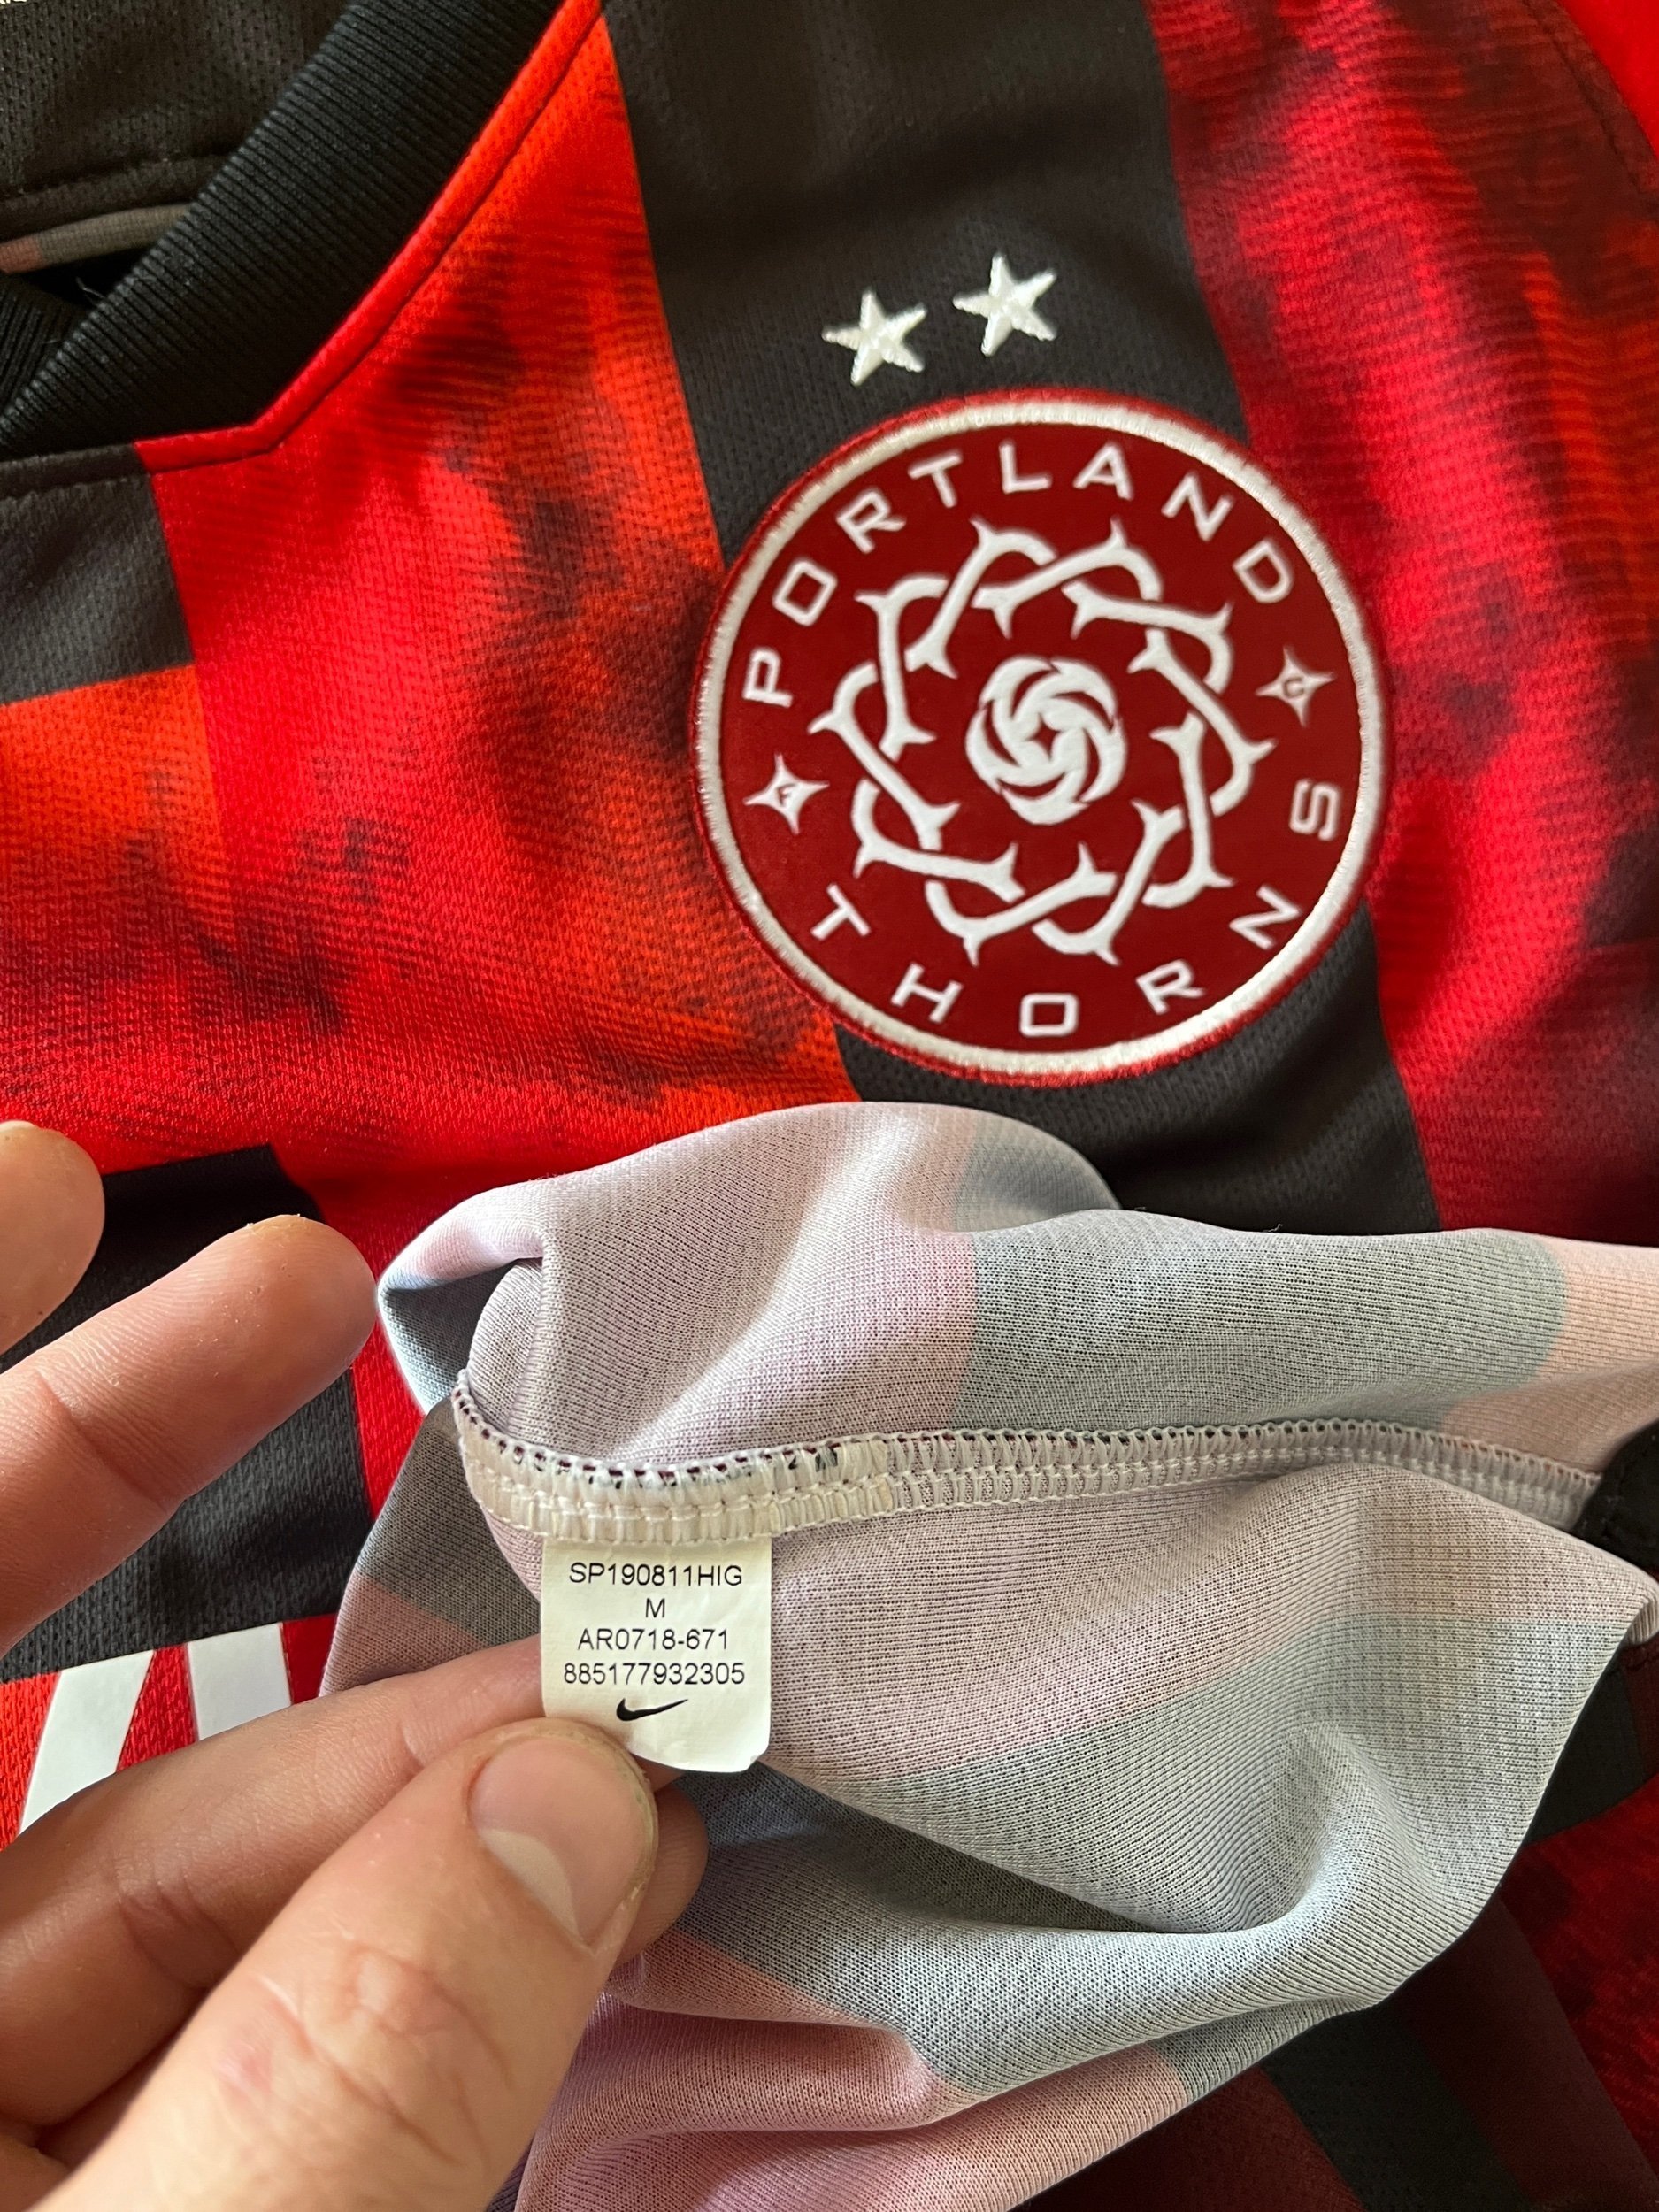 PORTLAND
F C
THORNS
SP190811HIG
M
AR0718-671
885177932305